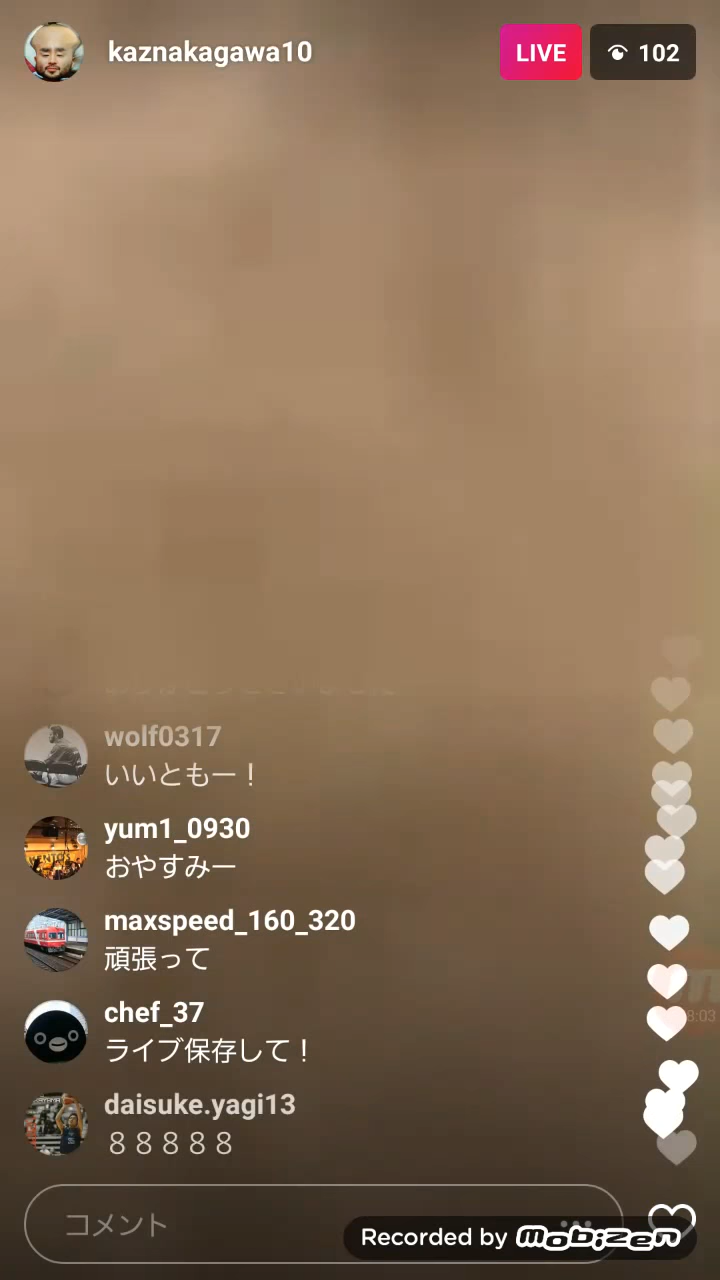 kaznakagawa10
LIVE
102
wolf0317
いいともー！
yum1_0930
おやすみー
maxspeed_160_320
頑張って
chef_37
ライブ保存して！
daisuke.yagi13
８８８８８
コメント
Recorded by mobizen
8:03